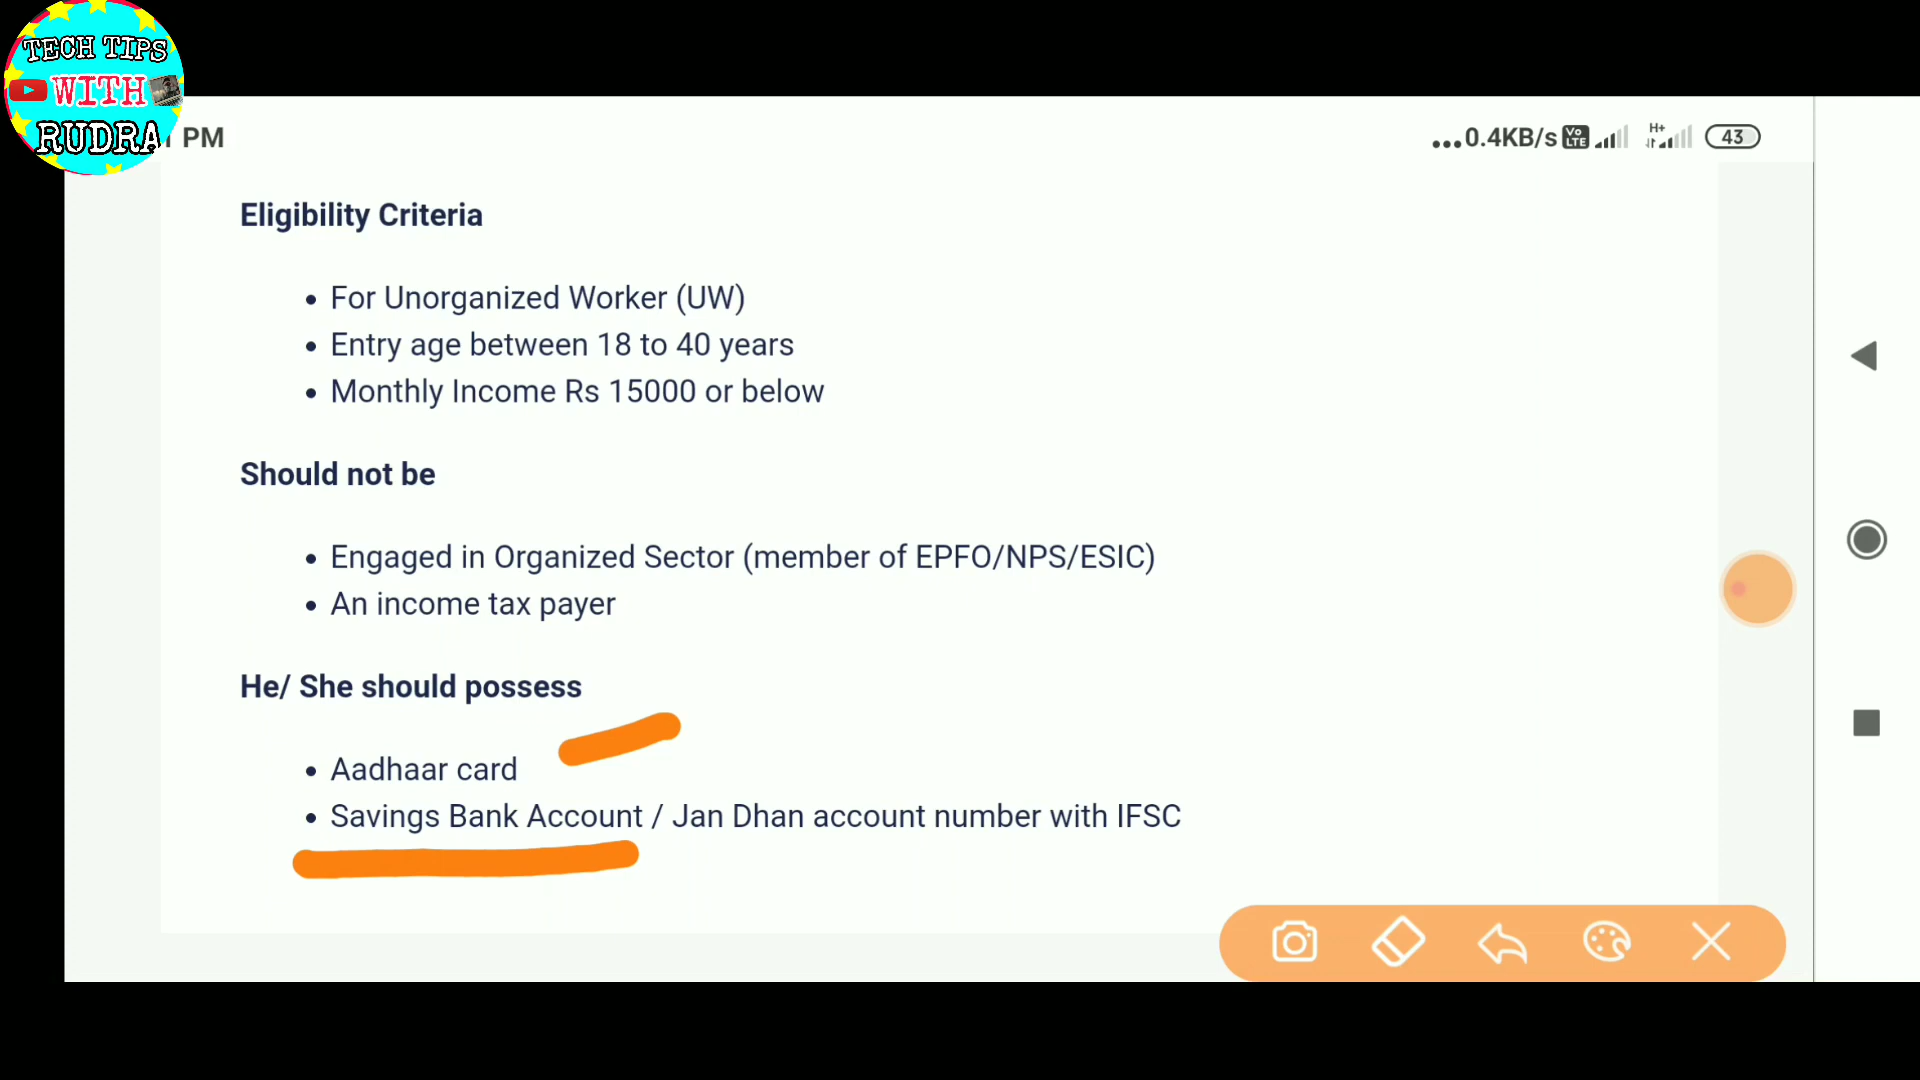 TECH TIPS
WITH
RUDRA
PM
...0.4KB/s Vo LTE H+ 43
Eligibility Criteria
• For Unorganized Worker (UW)
• Entry age between 18 to 40 years
• Monthly Income Rs 15000 or below
Should not be
• Engaged in Organized Sector (member of EPFO/NPS/ESIC)
• An income tax payer
He/ She should possess
• Aadhaar card
• Savings Bank Account / Jan Dhan account number with IFSC